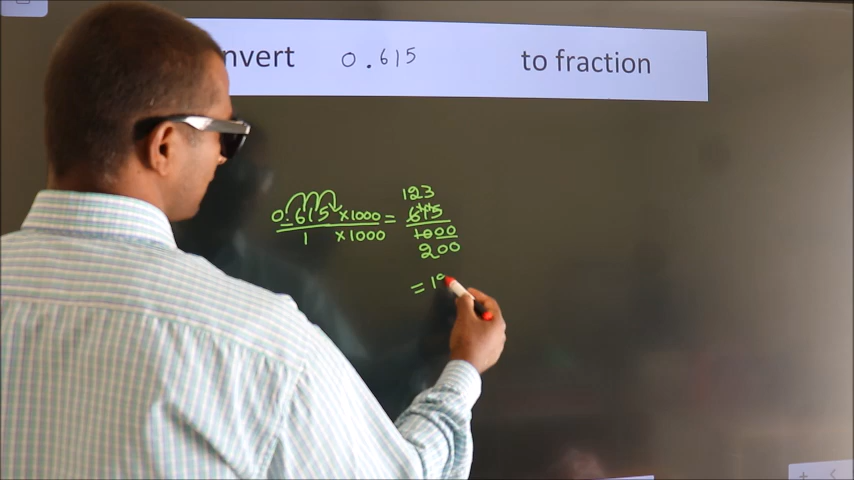 nvert 0.615 to fraction
123
0.615 ×1000 = 615
1 ×1000 1000
200
= 1